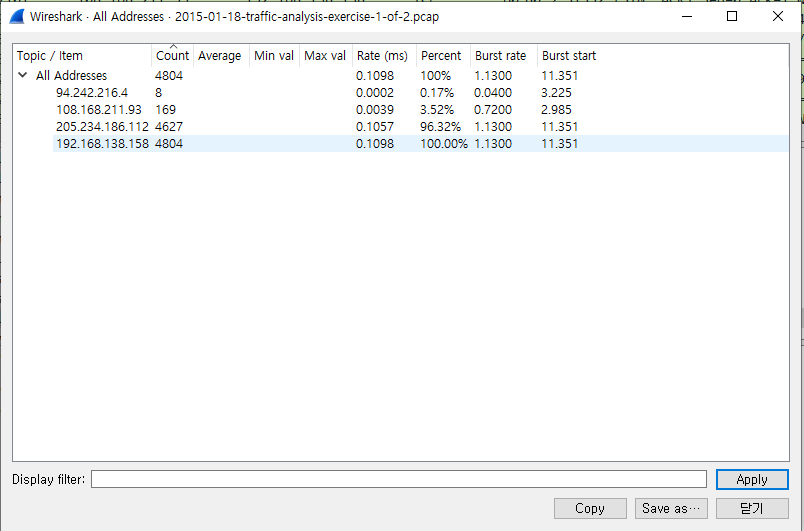 Wireshark · All Addresses · 2015-01-18-traffic-analysis-exercise-1-of-2.pcap
Topic / Item Count Average Min val Max val Rate (ms) Percent Burst rate Burst start
All Addresses 4804 0.1098 100% 1.1300 11.351
94.242.216.4 8 0.0002 0.17% 0.0400 3.225
108.168.211.93 169 0.0039 3.52% 0.7200 2.985
205.234.186.112 4627 0.1057 96.32% 1.1300 11.351
192.168.138.158 4804 0.1098 100.00% 1.1300 11.351
Display filter:
Apply
Copy Save as… 닫기